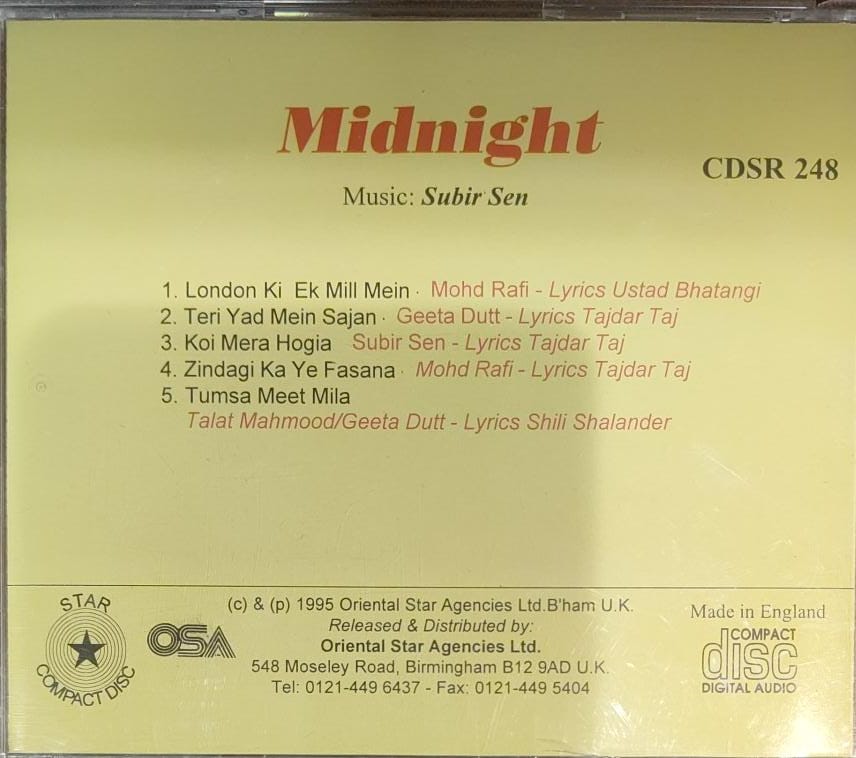 Midnight
CDSR 248
Music: Subir Sen
1. London Ki Ek Mill Mein · Mohd Rafi - Lyrics Ustad Bhatangi
2. Teri Yad Mein Sajan · Geeta Dutt - Lyrics Tajdar Taj
3. Koi Mera Hogia Subir Sen - Lyrics Tajdar Taj
4. Zindagi Ka Ye Fasana · Mohd Rafi - Lyrics Tajdar Taj
5. Tumsa Meet Mila
Talat Mahmood/Geeta Dutt - Lyrics Shili Shalander
STAR
COMPACT DISC
OSA
(c) & (p) 1995 Oriental Star Agencies Ltd.B'ham U.K.
Released & Distributed by:
Oriental Star Agencies Ltd.
548 Moseley Road, Birmingham B12 9AD U.K.
Tel: 0121-449 6437 - Fax: 0121-449 5404
Made in England
COMPACT
disc
DIGITAL AUDIO